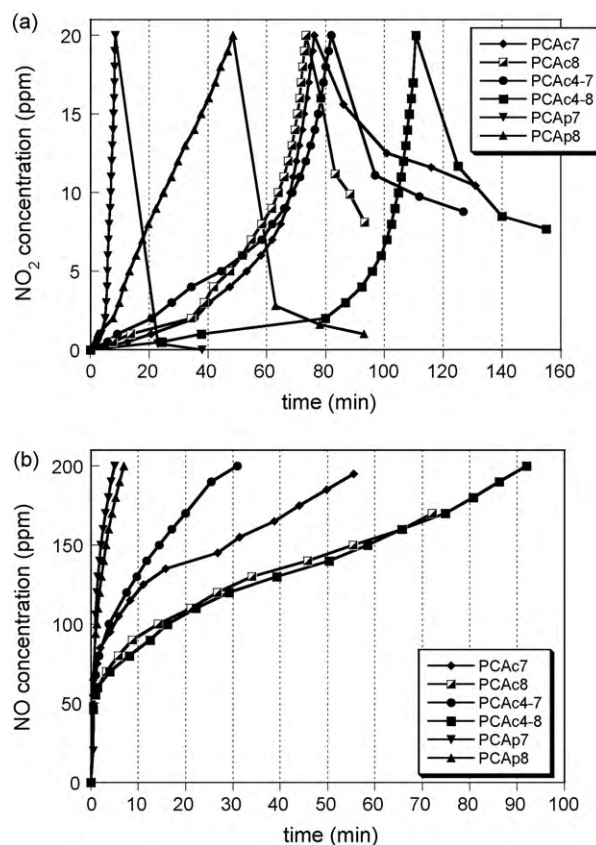 (a)
20
15
10
5
0
NO2 concentration (ppm)
PCAc7
PCAc8
PCAc4-7
PCAc4-8
PCAp7
PCAp8
0 20 40 60 80 100 120 140 160
time (min)
(b)
200
150
100
50
0
NO concentration (ppm)
PCAc7
PCAc8
PCAc4-7
PCAc4-8
PCAp7
PCAp8
0 10 20 30 40 50 60 70 80 90 100
time (min)